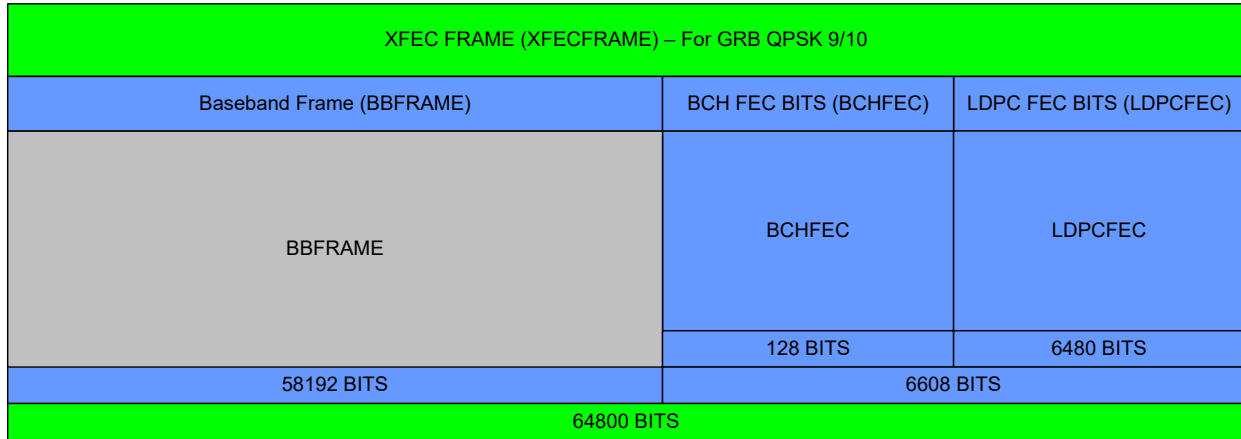 XFEC FRAME (XFECFRAME) – For GRB QPSK 9/10
Baseband Frame (BBFRAME)
BCH FEC BITS (BCHFEC)
LDPC FEC BITS (LDPCFEC)
BBFRAME
BCHFEC
LDPCFEC
128 BITS
6480 BITS
58192 BITS
6608 BITS
64800 BITS